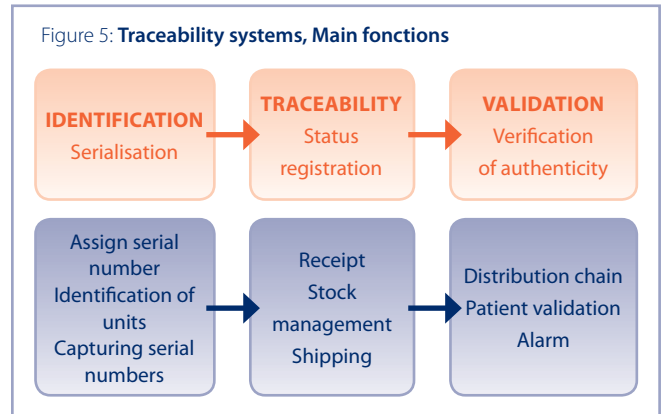 Figure 5: Traceability systems, Main fonctions
IDENTIFICATION
Serialisation
TRACEABILITY
Status
registration
VALIDATION
Verification
of authenticity
Assign serial
number
Identification of
units
Capturing serial
numbers
Receipt
Stock
management
Shipping
Distribution chain
Patient validation
Alarm